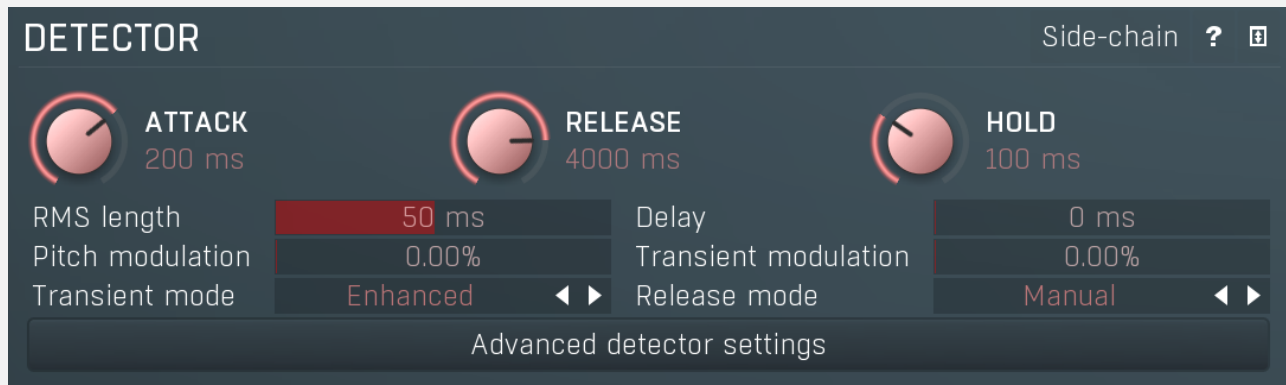 DETECTOR Side-chain ?
ATTACK RELEASE HOLD
200 ms 4000 ms 100 ms
RMS length 50 ms Delay 0 ms
Pitch modulation 0.00% Transient modulation 0.00%
Transient mode Enhanced Release mode Manual
Advanced detector settings